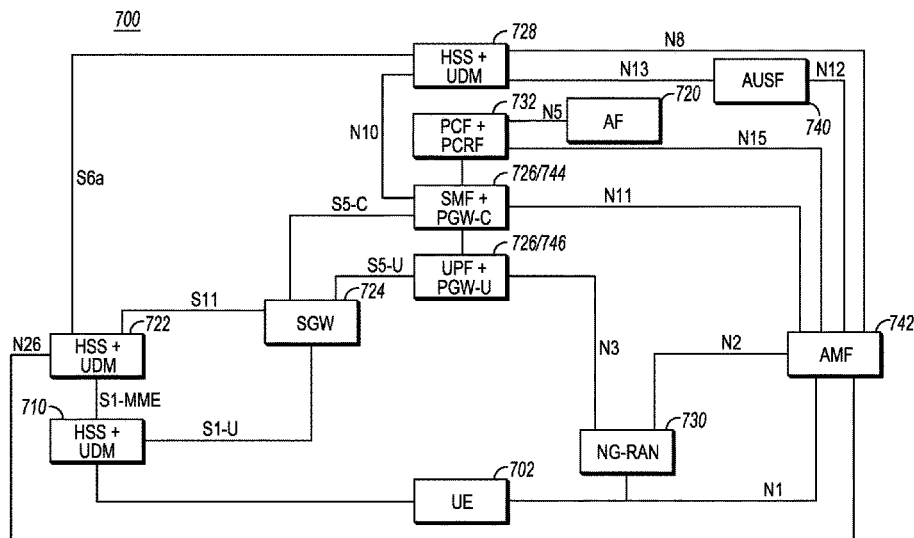 700
728
HSS +
UDM
N8
N13
AUSF
N12
740
732
PCF +
PCRF
N5
720
AF
N10
N15
S6a
726/744
SMF +
PGW-C
S5-C
N11
726/746
UPF +
PGW-U
S5-U
724
SGW
S11
722
HSS +
UDM
N26
742
AMF
N3
N2
S1-MME
710
HSS +
UDM
S1-U
730
NG-RAN
702
UE
N1